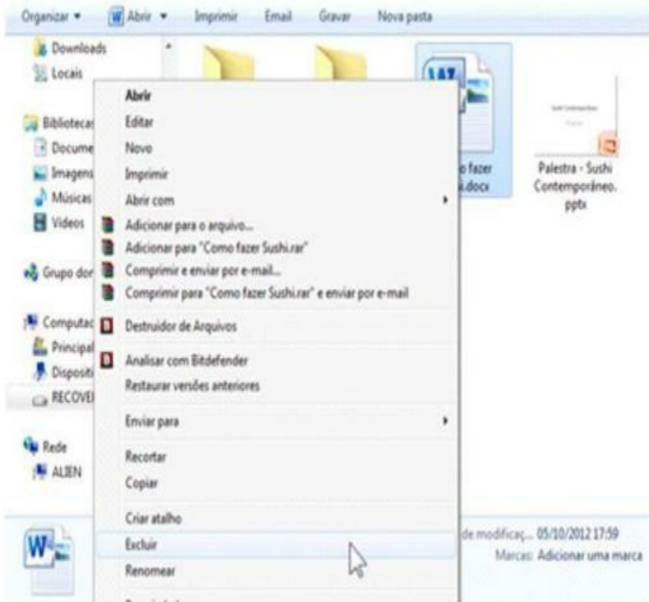 Organizar Abrir Imprimir Email Gravar Nova pasta
Downloads
Locais
Bibliotecas
Docume
Imagens
Músicas
Vídeos
Grupo dor
Computac
Principal
Dispositi
RECOVE
Rede
ALIEN
Abrir
Editar
Novo
Imprimir
Abrir com
Adicionar para o arquivo...
Adicionar para "Como fazer Sushi.rar"
Comprimir e enviar por e-mail...
Comprimir para "Como fazer Sushi.rar" e enviar por e-mail
Destruidor de Arquivos
Analisar com Bitdefender
Restaurar versões anteriores
Enviar para
Recortar
Copiar
Criar atalho
Excluir
Renomear
o fazer
i.docx
Palestra - Sushi
Contemporâneo.
pptx
de modificaç... 05/10/2012 17:59
Marcas: Adicionar uma marca